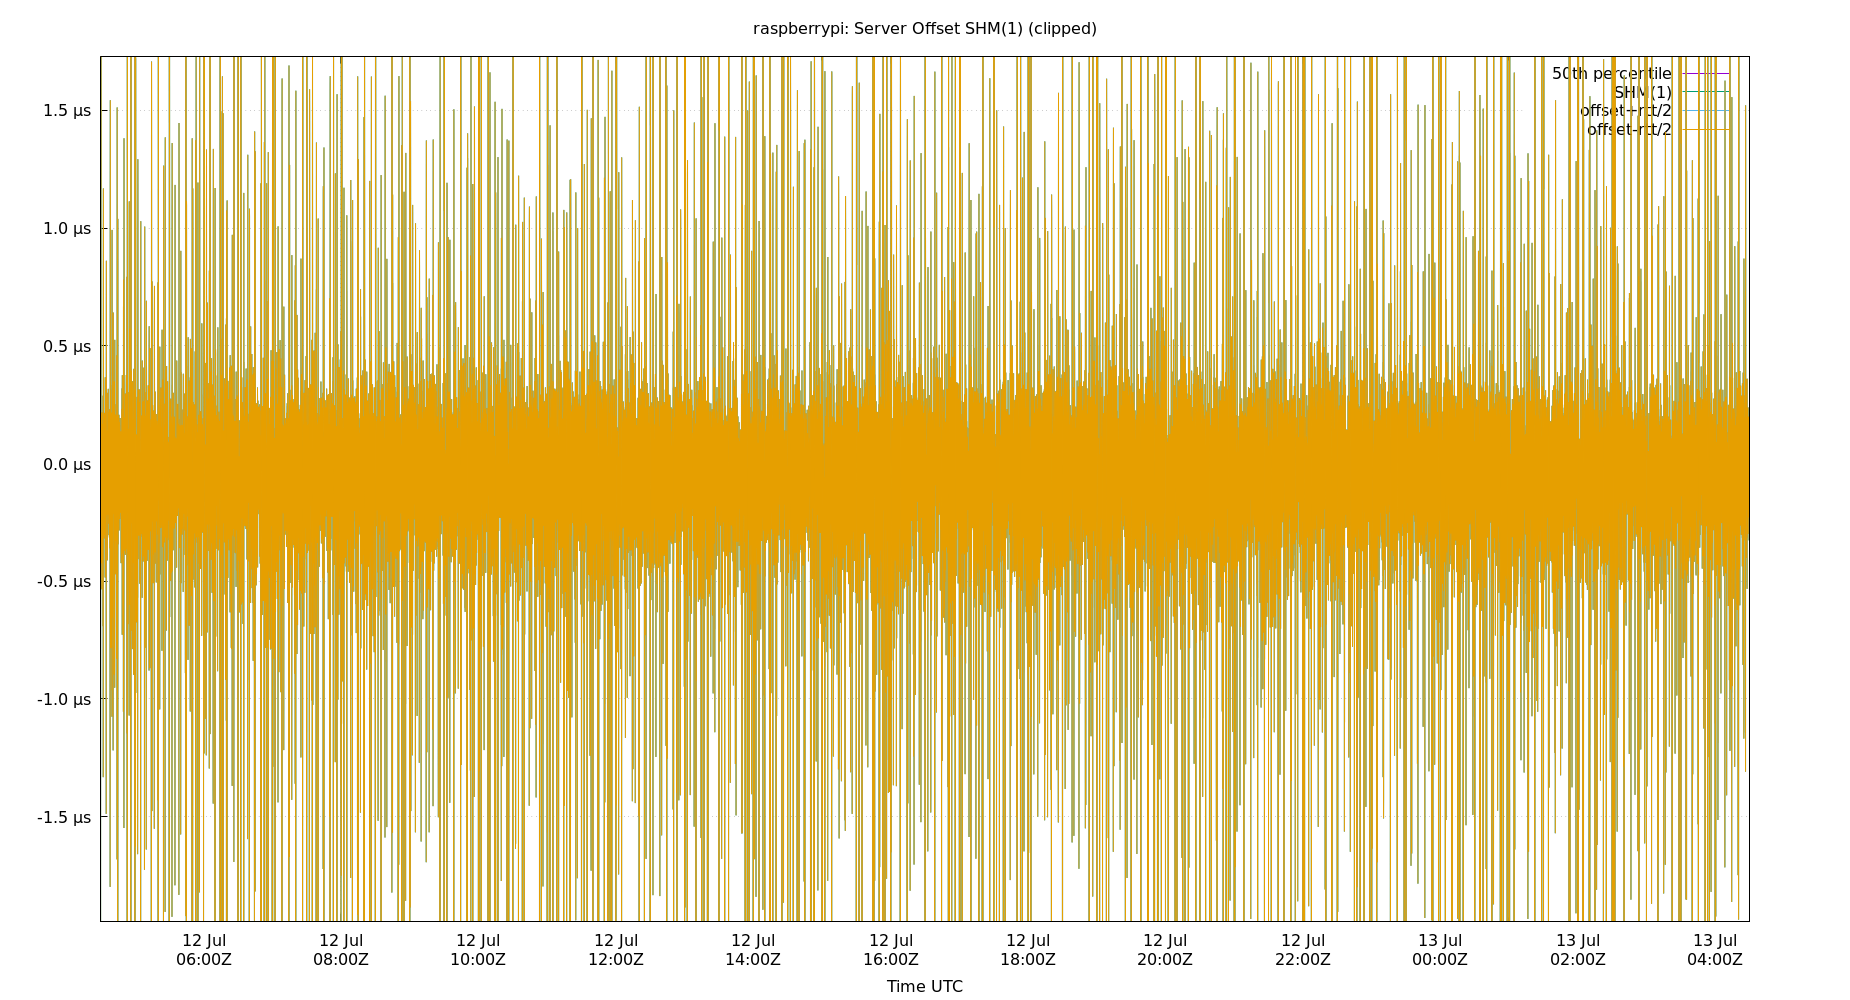 raspberrypi: Server Offset SHM(1) (clipped)
50th percentile
SHM(1)
offset+rtt/2
offset-rtt/2
1.5 µs
1.0 µs
0.5 µs
0.0 µs
-0.5 µs
-1.0 µs
-1.5 µs
12 Jul 12 Jul 12 Jul 12 Jul 12 Jul 12 Jul 12 Jul 12 Jul 12 Jul 13 Jul 13 Jul 13 Jul
06:00Z 08:00Z 10:00Z 12:00Z 14:00Z 16:00Z 18:00Z 20:00Z 22:00Z 00:00Z 02:00Z 04:00Z
Time UTC